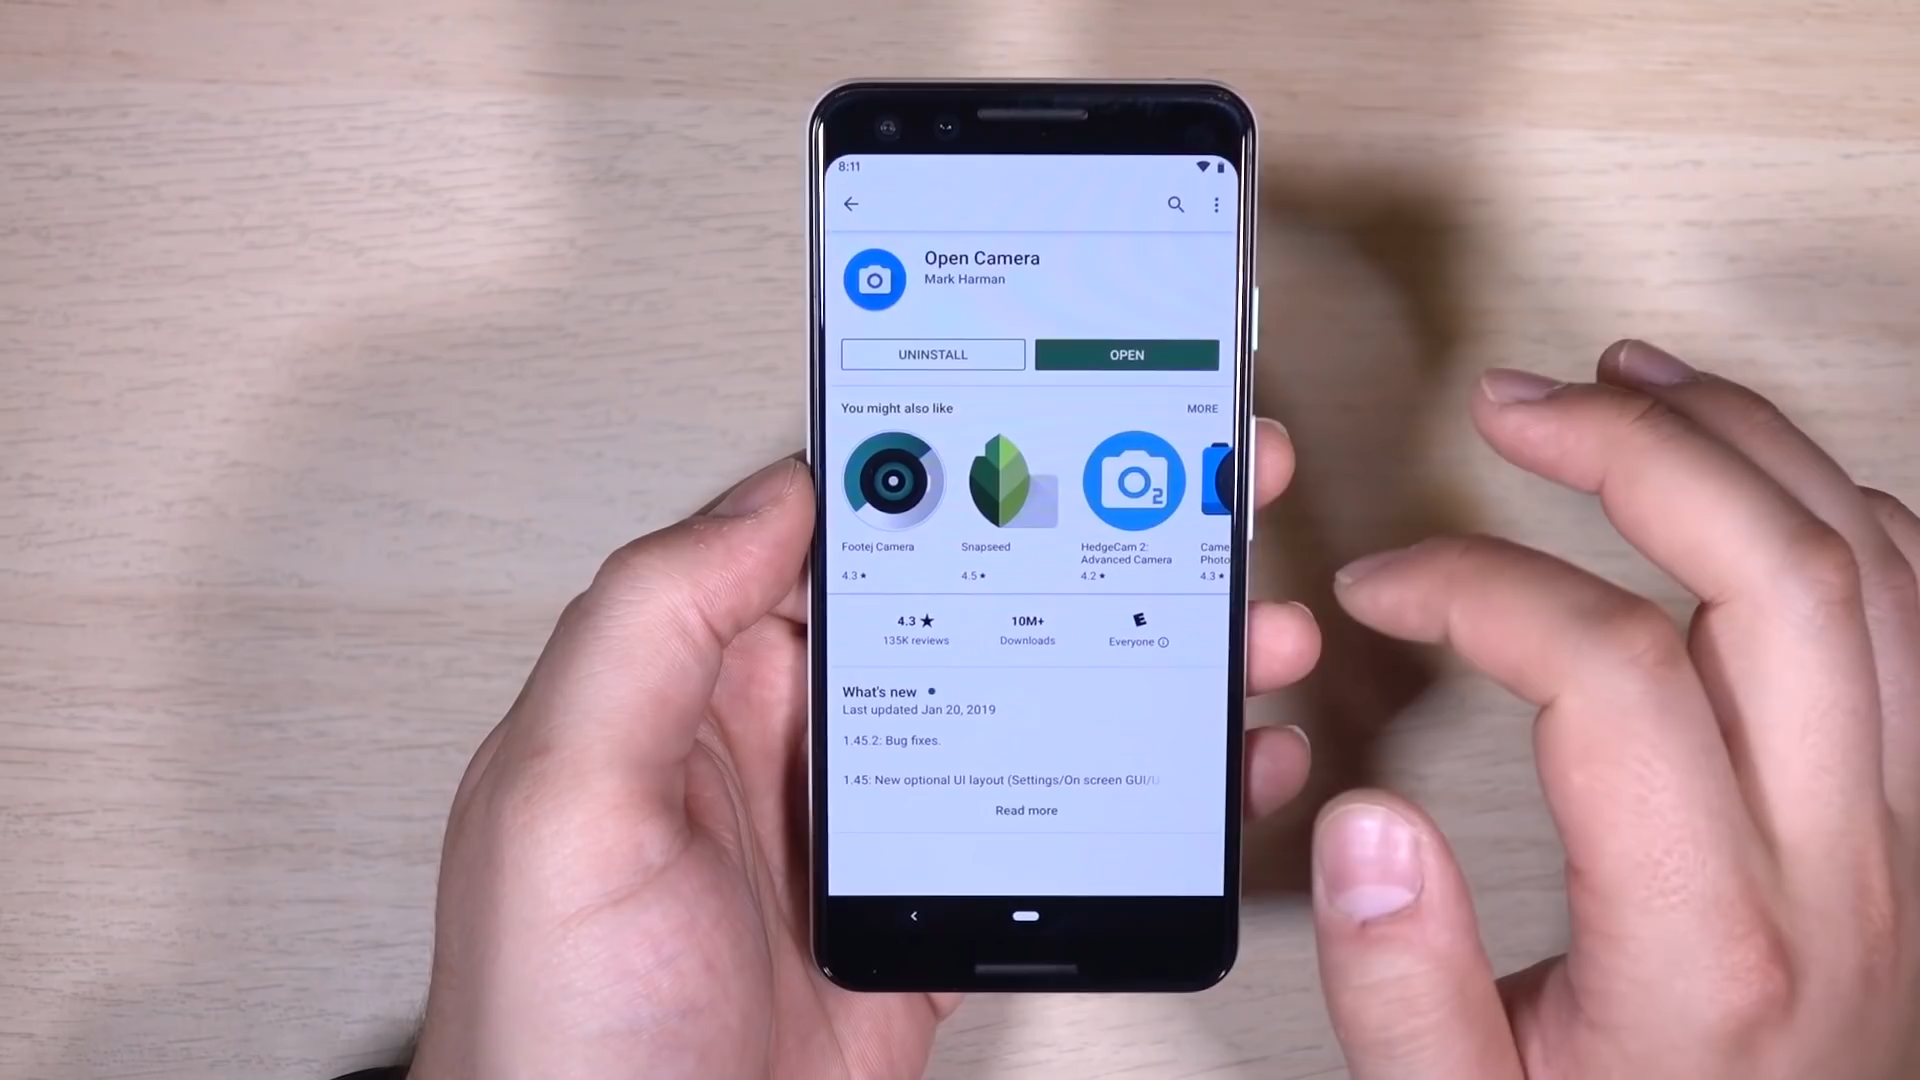 8:11
Open Camera
Mark Harman
UNINSTALL
OPEN
You might also like
MORE
Footej Camera
4.3★
Snapseed
4.5★
2
HedgeCam 2:
Advanced Camera
4.2★
Came
Photo
4.3★
4.3 ★
135K reviews
10M+
Downloads
E
Everyone
What's new
Last updated Jan 20, 2019
1.45.2: Bug fixes.
1.45: New optional UI layout (Settings/On screen GUI/U
Read more